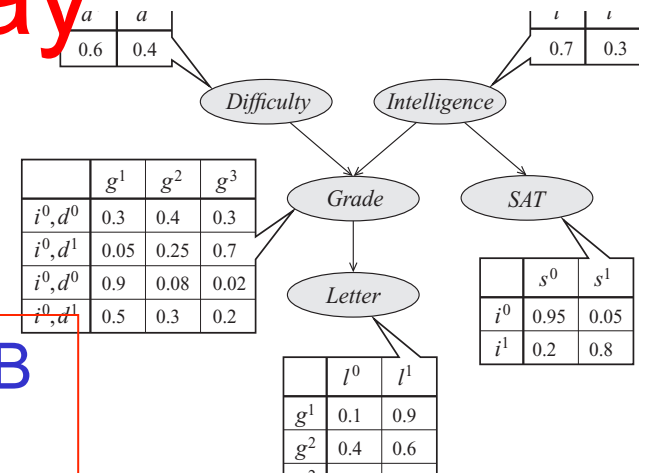 ay
0.6 0.4
0.7 0.3
Difficulty
Intelligence
g¹ g² g³
i⁰,d⁰ 0.3 0.4 0.3
i⁰,d¹ 0.05 0.25 0.7
i⁰,d⁰ 0.9 0.08 0.02
i⁰,d¹ 0.5 0.3 0.2
Grade
SAT
Letter
s⁰ s¹
i⁰ 0.95 0.05
i¹ 0.2 0.8
B
l⁰ l¹
g¹ 0.1 0.9
g² 0.4 0.6